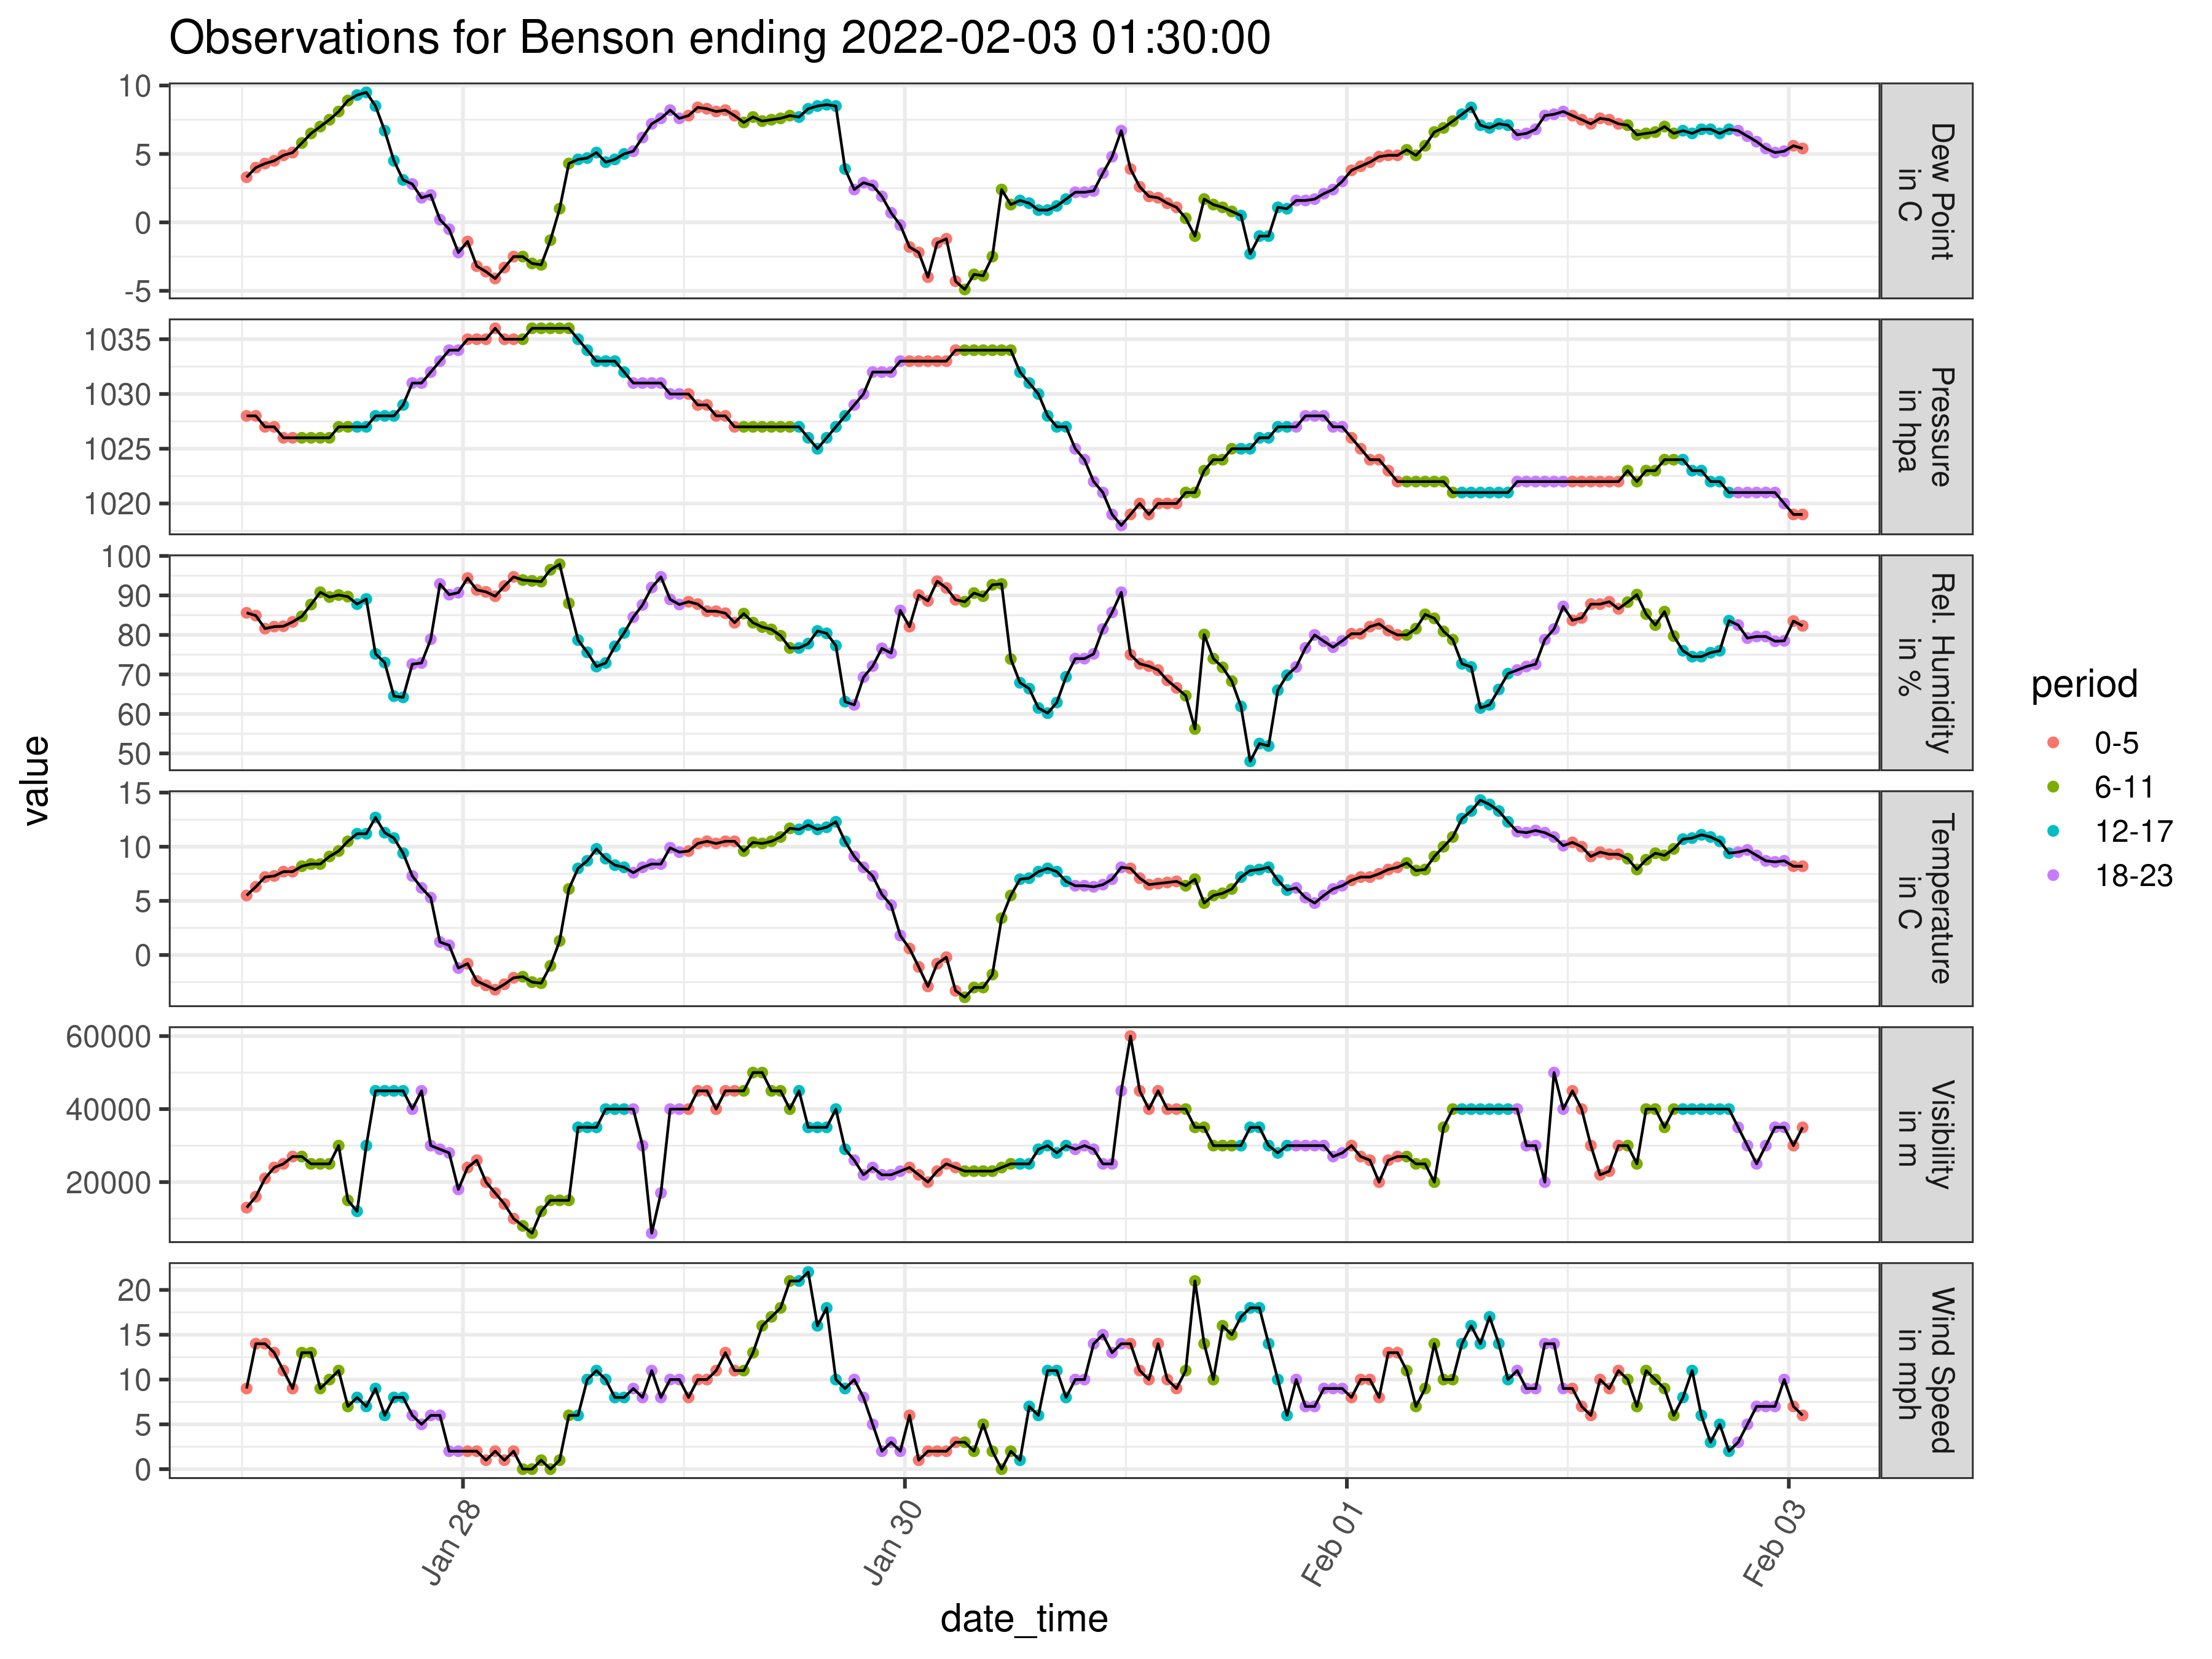 Observations for Benson ending 2022-02-03 01:30:00
10
5
0
-5
Dew Point
in C
1035
1030
1025
1020
Pressure
in hpa
100
90
80
70
60
50
Rel. Humidity
in %
15
10
5
0
Temperature
in C
60000
40000
20000
Visibility
in m
20
15
10
5
0
Wind Speed
in mph
value
Jan 28
Jan 30
Feb 01
Feb 03
date_time
period
0-5
6-11
12-17
18-23